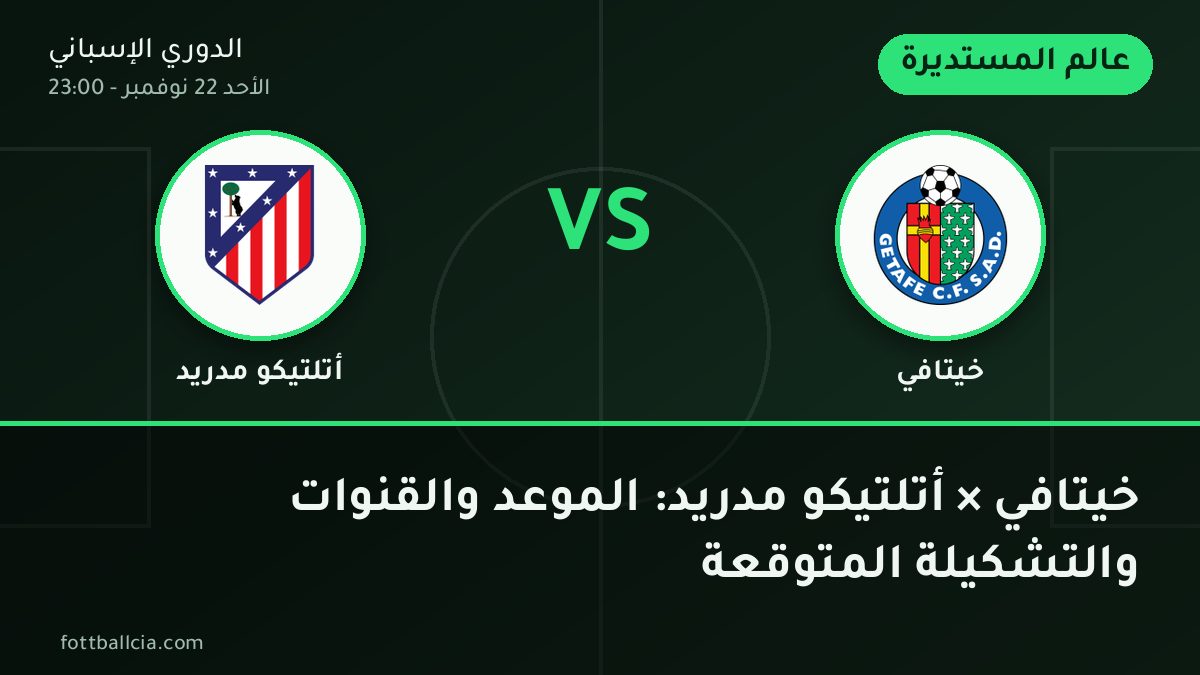 عالم المستديرة
الدوري الإسباني
الأحد 22 نوفمبر - 23:00
VS
GETAFE C.F. S.A.D.
خيتافي
أتلتيكو مدريد
خيتافي × أتلتيكو مدريد: الموعد والقنوات
والتشكيلة المتوقعة
fottballcia.com